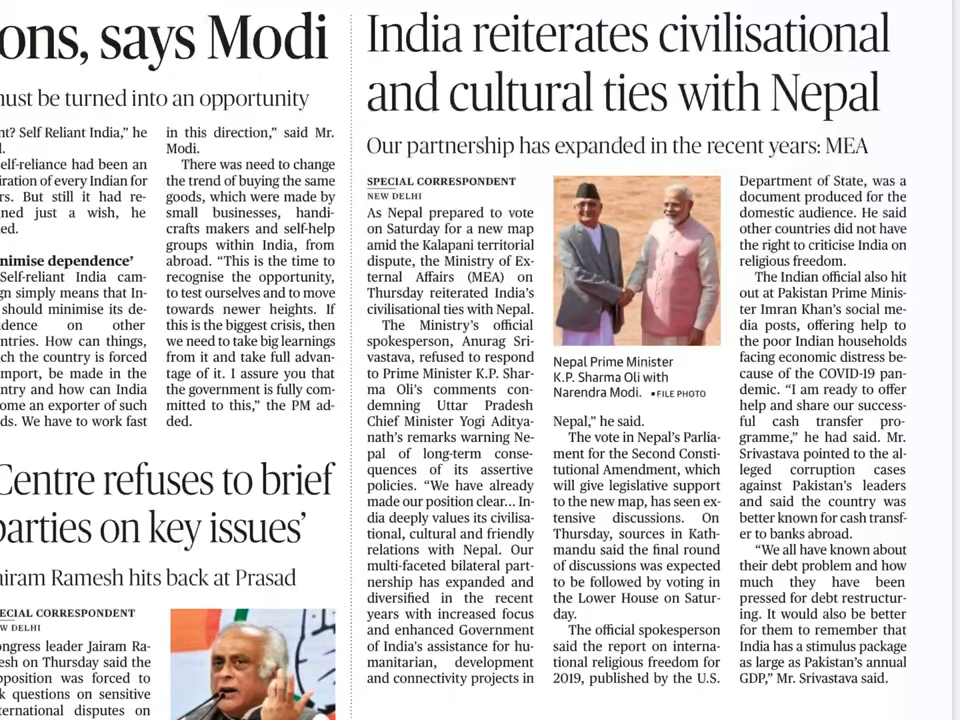 ons, says Modi
must be turned into an opportunity
nt? Self Reliant India,” he
elf-reliance had been an
iration of every Indian for
rs. But still it had re-
ned just a wish, he
ed.
nimise dependence’
Self-reliant India cam-
gn simply means that In-
should minimise its de-
dence on other
ntries. How can things,
ch the country is forced
mport, be made in the
ntry and how can India
ome an exporter of such
ds. We have to work fast
in this direction,” said Mr.
Modi.
There was need to change
the trend of buying the same
goods, which were made by
small businesses, handi-
crafts makers and self-help
groups within India, from
abroad. “This is the time to
recognise the opportunity,
to test ourselves and to move
towards newer heights. If
this is the biggest crisis, then
we need to take big learnings
from it and take full advan-
tage of it. I assure you that
the government is fully com-
mitted to this,” the PM ad-
ded.
Centre refuses to brief
parties on key issues’
airam Ramesh hits back at Prasad
ECIAL CORRESPONDENT
EW DELHI
ongress leader Jairam Ra-
esh on Thursday said the
pposition was forced to
k questions on sensitive
ternational disputes on
India reiterates civilisational
and cultural ties with Nepal
Our partnership has expanded in the recent years: MEA
SPECIAL CORRESPONDENT
NEW DELHI
As Nepal prepared to vote
on Saturday for a new map
amid the Kalapani territorial
dispute, the Ministry of Ex-
ternal Affairs (MEA) on
Thursday reiterated India’s
civilisational ties with Nepal.
The Ministry’s official
spokesperson, Anurag Sri-
vastava, refused to respond
to Prime Minister K.P. Shar-
ma Oli’s comments con-
demning Uttar Pradesh
Chief Minister Yogi Aditya-
nath’s remarks warning Ne-
pal of long-term conse-
quences of its assertive
policies. “We have already
made our position clear... In-
dia deeply values its civilisa-
tional, cultural and friendly
relations with Nepal. Our
multi-faceted bilateral part-
nership has expanded and
diversified in the recent
years with increased focus
and enhanced Government
of India's assistance for hu-
manitarian, development
and connectivity projects in
Nepal Prime Minister
K.P. Sharma Oli with
Narendra Modi. ▪FILE PHOTO
Nepal,” he said.
The vote in Nepal’s Parlia-
ment for the Second Consti-
tutional Amendment, which
will give legislative support
to the new map, has seen ex-
tensive discussions. On
Thursday, sources in Kath-
mandu said the final round
of discussions was expected
to be followed by voting in
the Lower House on Satur-
day.
The official spokesperson
said the report on interna-
tional religious freedom for
2019, published by the U.S.
Department of State, was a
document produced for the
domestic audience. He said
other countries did not have
the right to criticise India on
religious freedom.
The Indian official also hit
out at Pakistan Prime Minis-
ter Imran Khan’s social me-
dia posts, offering help to
the poor Indian households
facing economic distress be-
cause of the COVID-19 pan-
demic. “I am ready to offer
help and share our success-
ful cash transfer pro-
gramme,” he had said. Mr.
Srivastava pointed to the al-
leged corruption cases
against Pakistan’s leaders
and said the country was
better known for cash transf-
er to banks abroad.
“We all have known about
their debt problem and how
much they have been
pressed for debt restructur-
ing. It would also be better
for them to remember that
India has a stimulus package
as large as Pakistan’s annual
GDP,” Mr. Srivastava said.